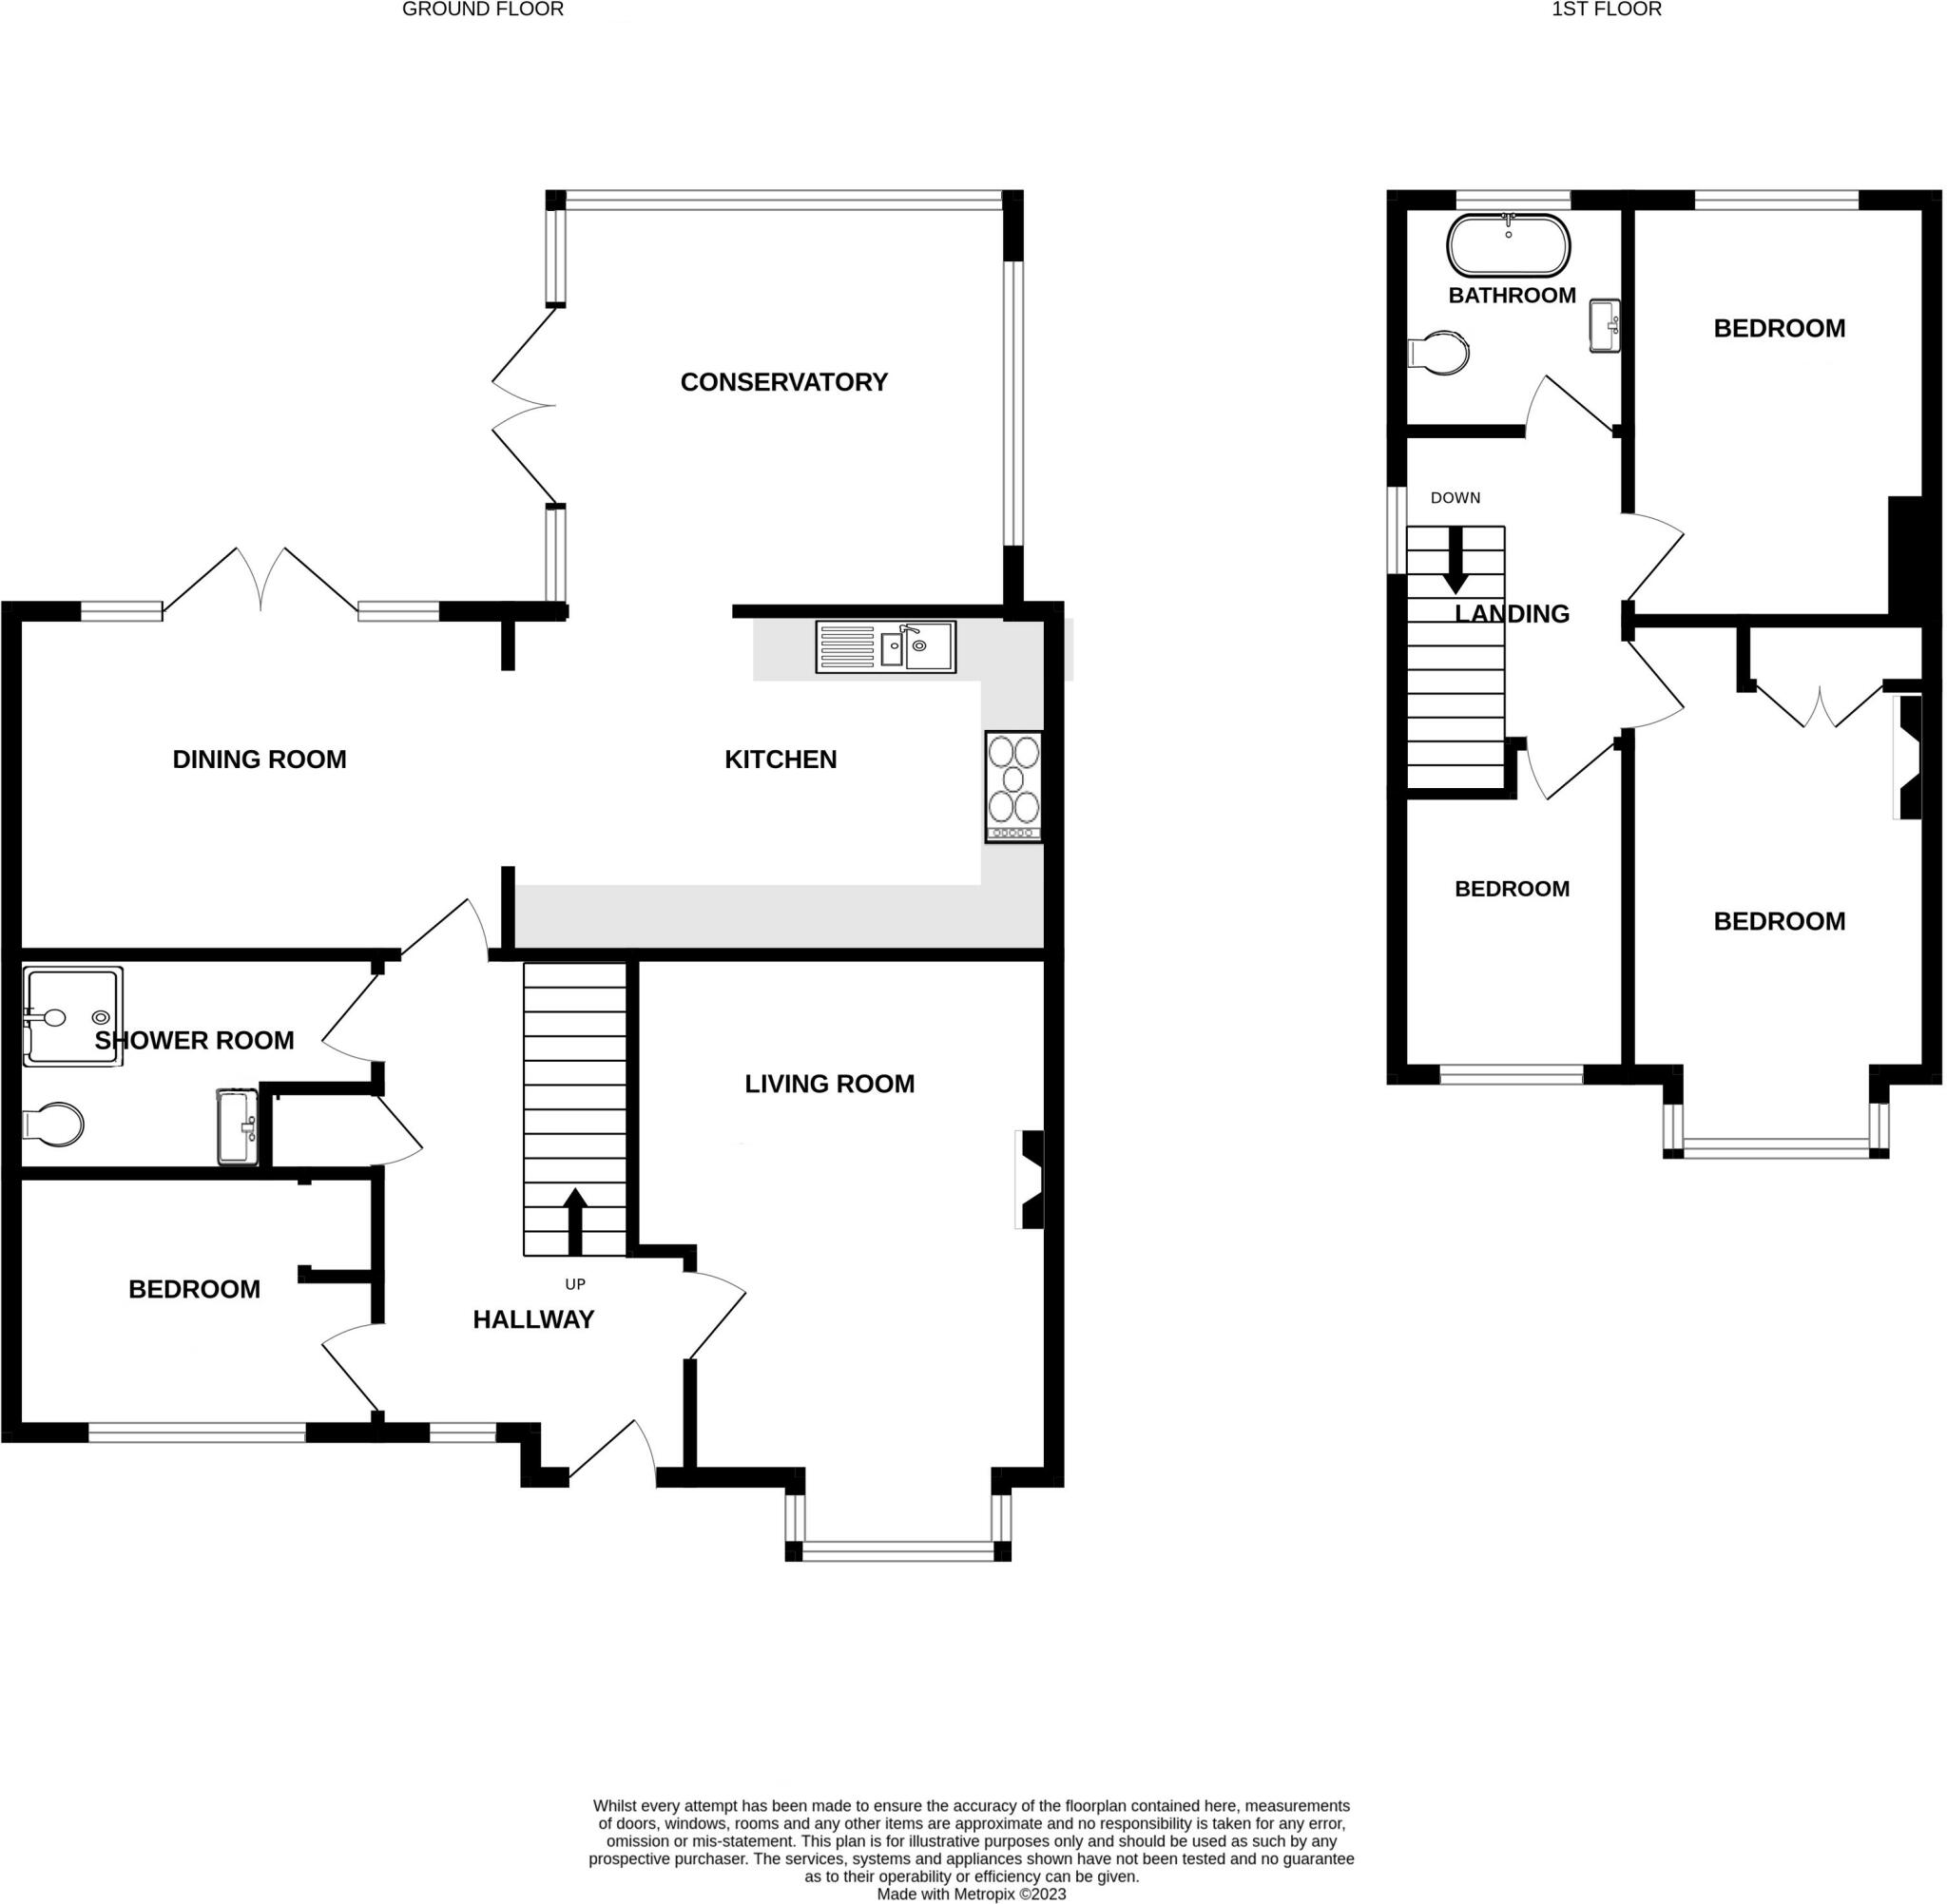 GROUND FLOOR
1ST FLOOR
CONSERVATORY
DINING ROOM
KITCHEN
SHOWER ROOM
LIVING ROOM
BEDROOM
UP
HALLWAY
BATHROOM
BEDROOM
DOWN
LANDING
BEDROOM
BEDROOM
Whilst every attempt has been made to ensure the accuracy of the floorplan contained here, measurements
of doors, windows, rooms and any other items are approximate and no responsibility is taken for any error,
omission or mis-statement. This plan is for illustrative purposes only and should be used as such by any
prospective purchaser. The services, systems and appliances shown have not been tested and no guarantee
as to their operability or efficiency can be given.
Made with Metropix ©2023